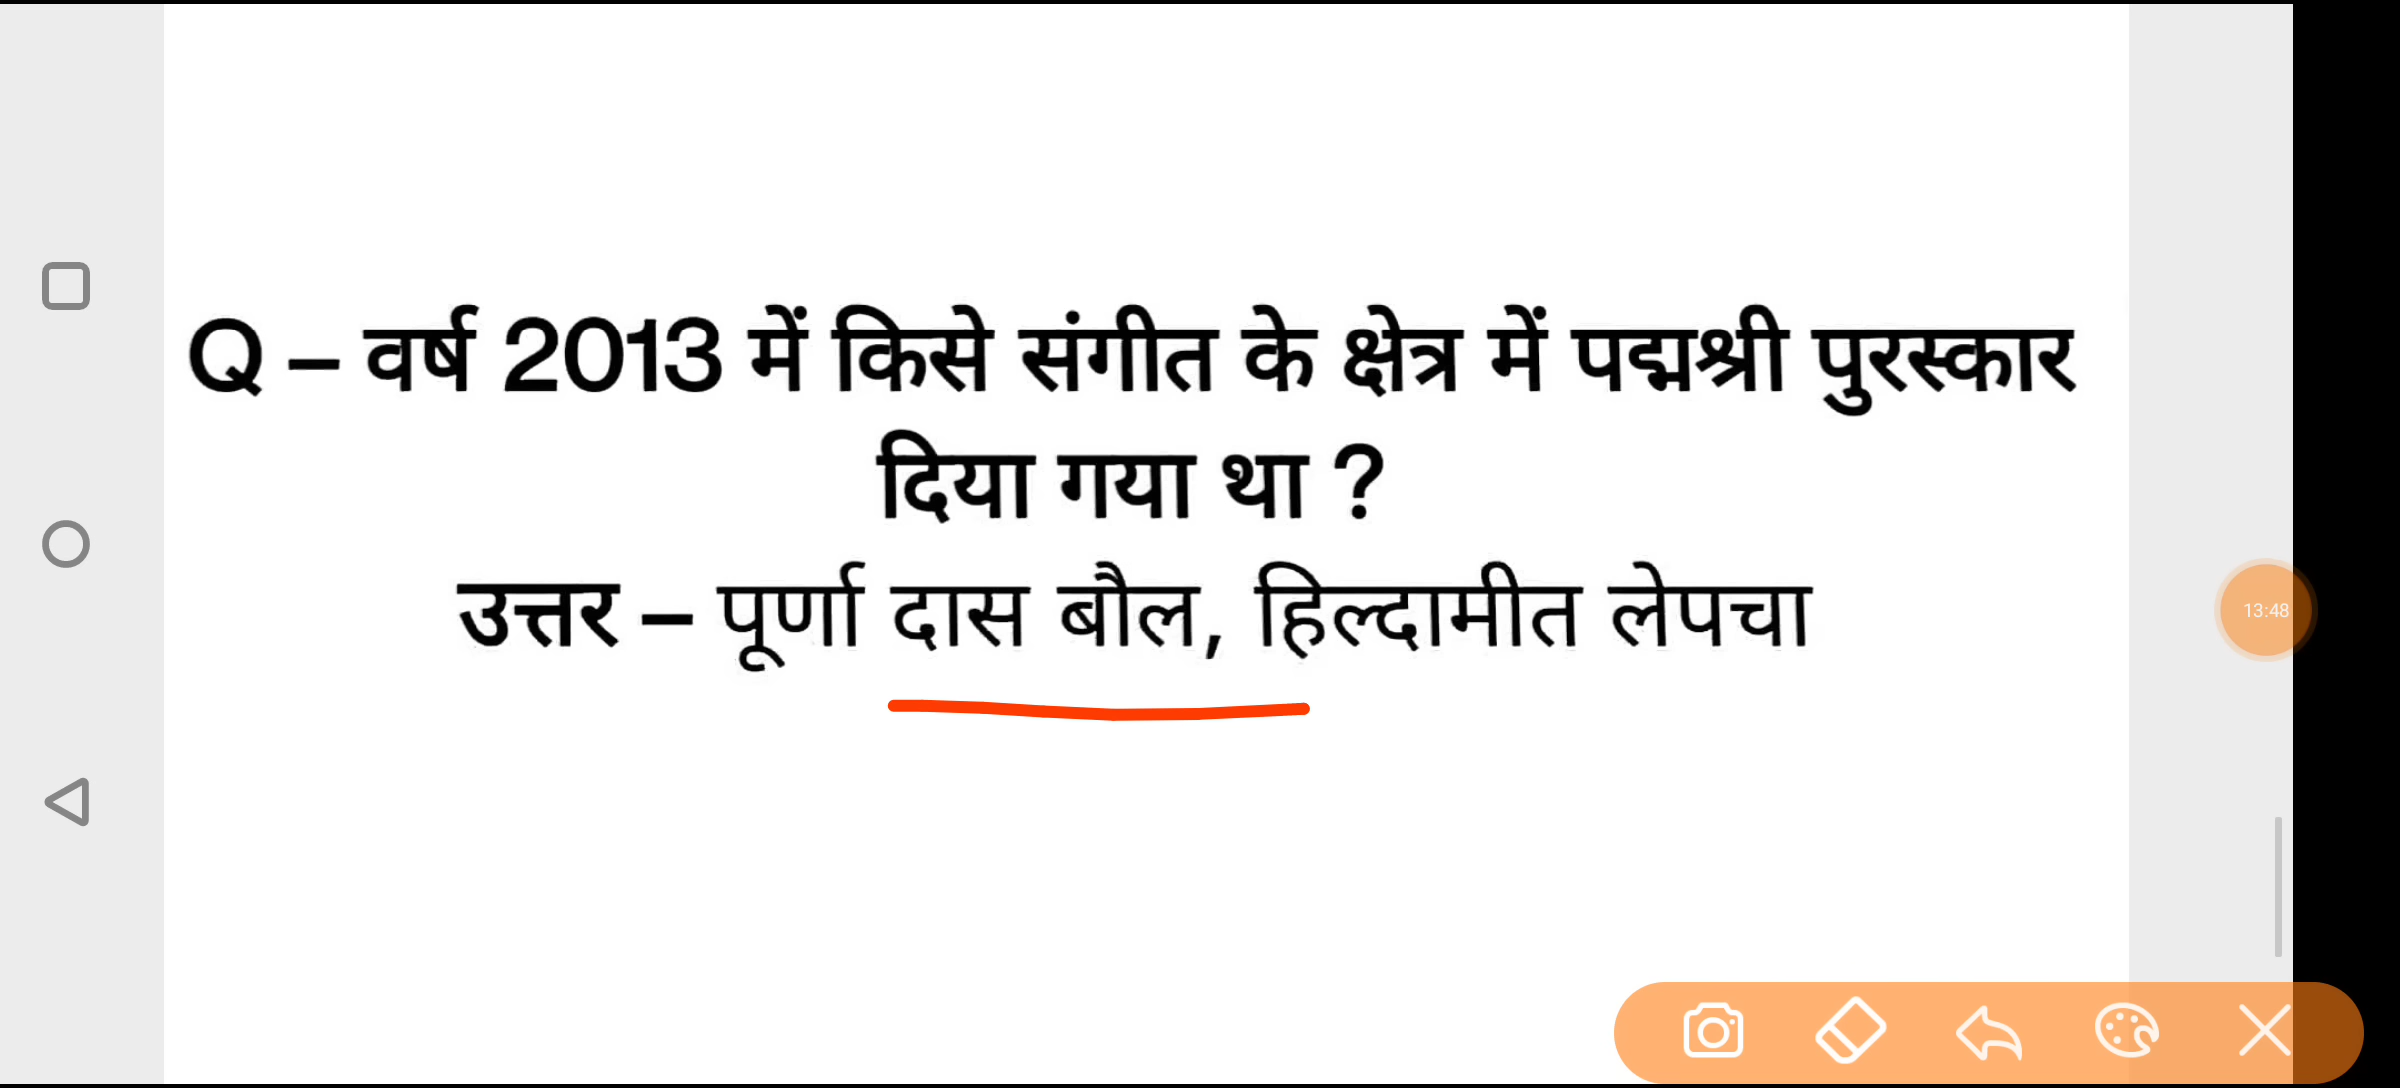 Q – वर्ष 2013 में किसे संगीत के क्षेत्र में पद्मश्री पुरस्कार
दिया गया था ?
उत्तर – पूर्णा दास बौल, हिल्दामीत लेपचा
13:48